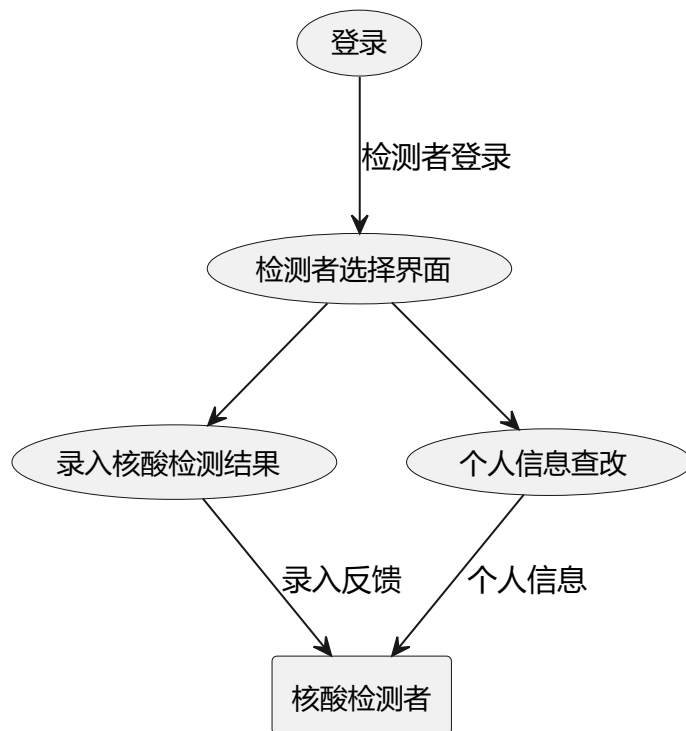 登录
检测者登录
检测者选择界面
录入核酸检测结果
个人信息查改
录入反馈
个人信息
核酸检测者